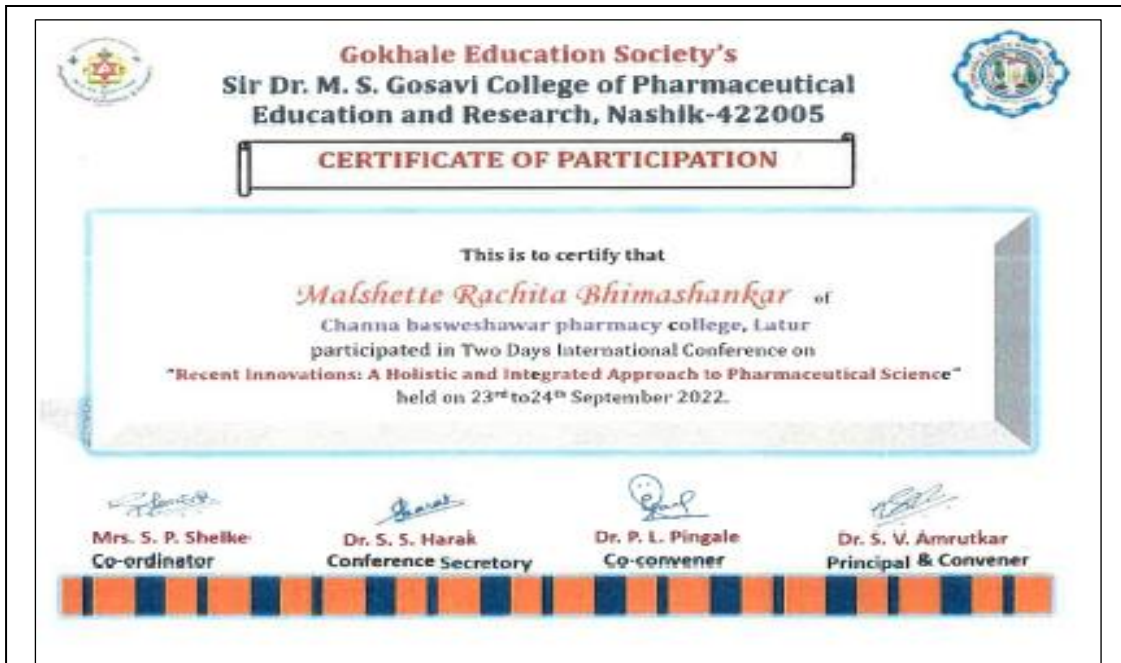 Gokhale Education Society's
Sir Dr. M. S. Gosavi College of Pharmaceutical
Education and Research, Nashik-422005
CERTIFICATE OF PARTICIPATION
This is to certify that
Malshette Rachita Bhimashankar of
Channa basweshawar pharmacy college, Latur
participated in Two Days International Conference on
"Recent Innovations: A Holistic and Integrated Approach to Pharmaceutical Science"
held on 23rd to24th September 2022.
Mrs. S. P. Shelke Dr. S. S. Harak Dr. P. L. Pingale Dr. S. V. Amrutkar
Co-ordinator Conference Secretory Co-convener Principal & Convener